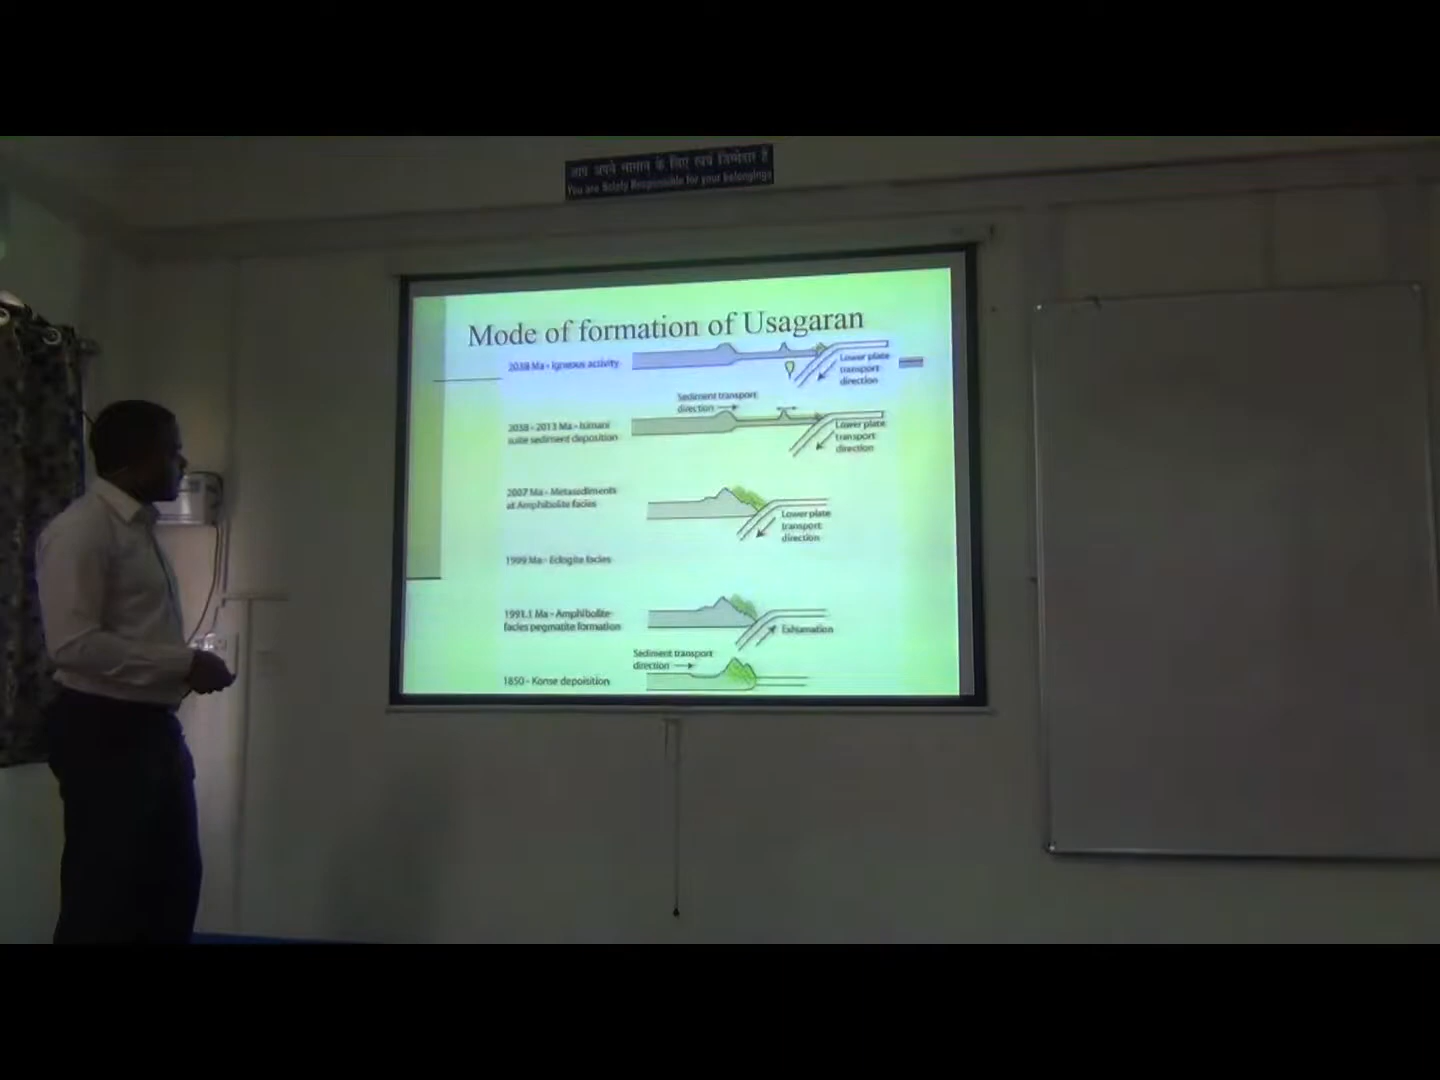 आप अपने सामान के लिए स्वयं जिम्मेदार हैं
You are Solely Responsible for your belongings
Mode of formation of Usagaran
2038 Ma - Igneous activity
Lower plate
transport
direction
Sediment transport
direction
2038 - 2013 Ma - Isimani
suite sediment deposition
Lower plate
transport
direction
2007 Ma - Metasediments
at Amphibolite facies
Lower plate
transport
direction
1999 Ma - Eclogite facies
1991.1 Ma - Amphibolite-
facies pegmatite formation
Exhumation
Sediment transport
direction
1850 - Konse depoisition